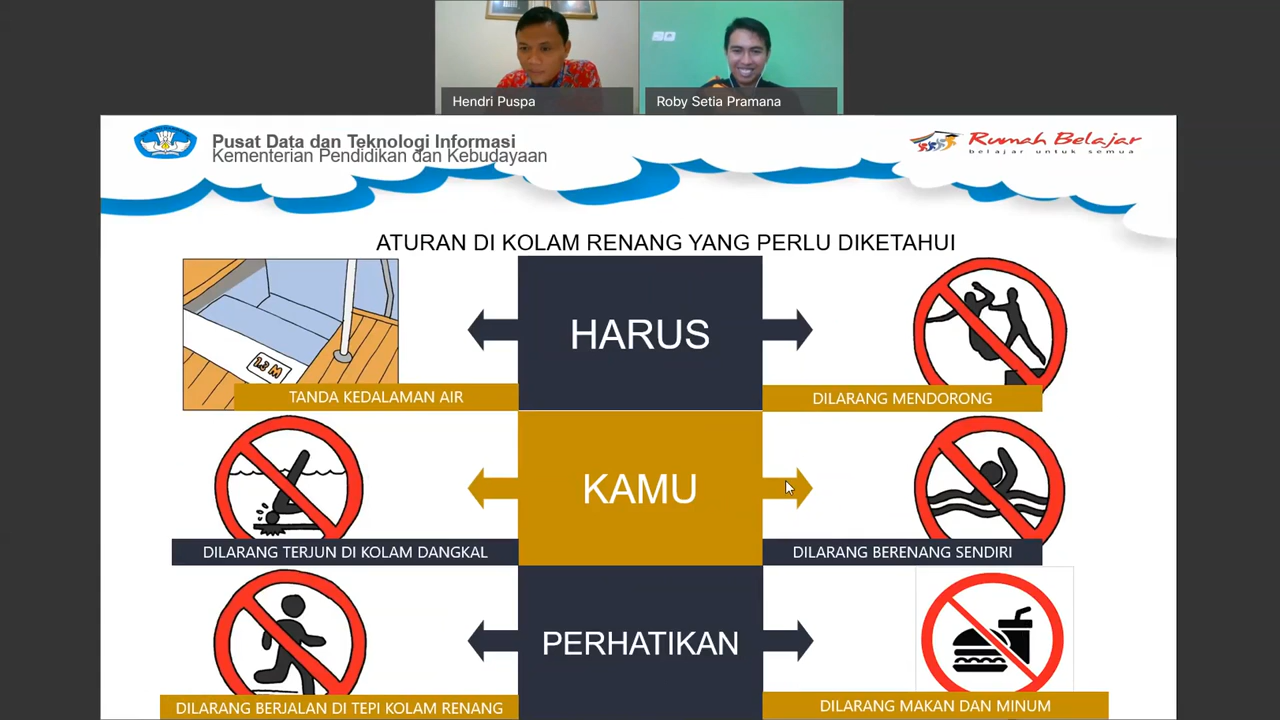 Hendri Puspa
Roby Setia Pramana
Pusat Data dan Teknologi Informasi
Kementerian Pendidikan dan Kebudayaan
Rumah Belajar
belajar untuk semua
ATURAN DI KOLAM RENANG YANG PERLU DIKETAHUI
HARUS
1.3 M
TANDA KEDALAMAN AIR
DILARANG MENDORONG
KAMU
DILARANG TERJUN DI KOLAM DANGKAL
DILARANG BERENANG SENDIRI
PERHATIKAN
DILARANG BERJALAN DI TEPI KOLAM RENANG
DILARANG MAKAN DAN MINUM